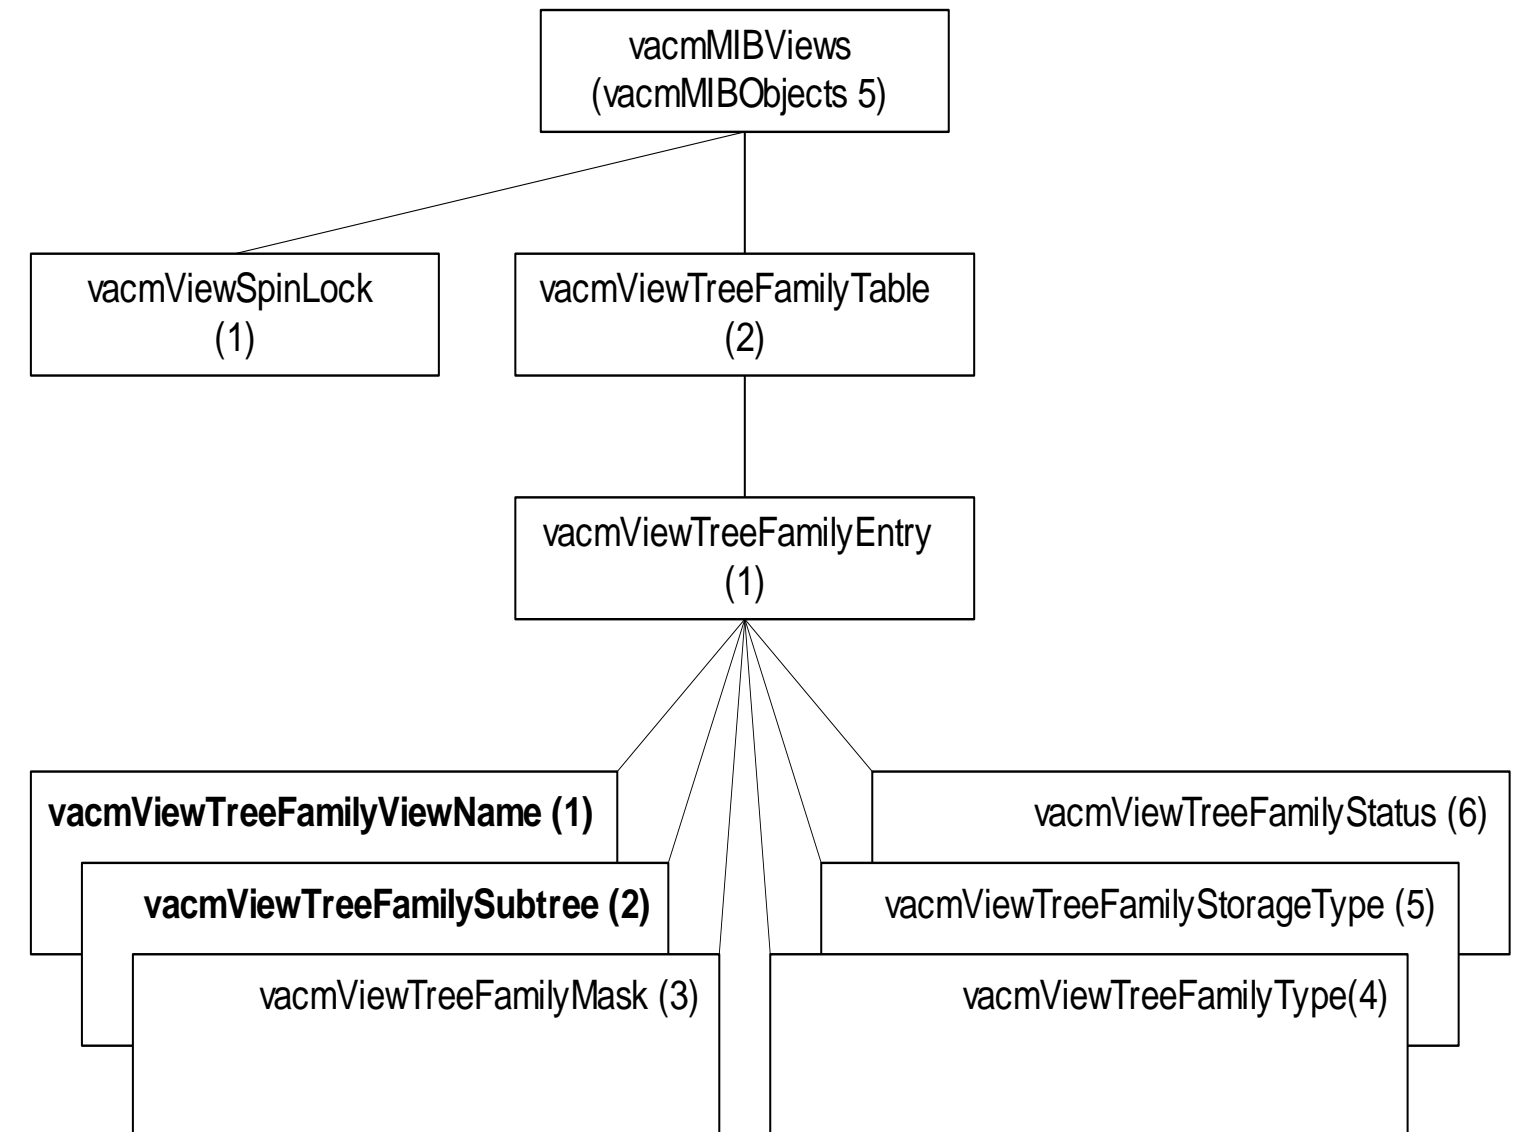 vacmMIBViews
(vacmMIBObjects 5)
vacmViewSpinLock
(1)
vacmViewTreeFamilyTable
(2)
vacmViewTreeFamilyEntry
(1)
vacmViewTreeFamilyViewName (1)
vacmViewTreeFamilyStatus (6)
vacmViewTreeFamilySubtree (2)
vacmViewTreeFamilyStorageType (5)
vacmViewTreeFamilyMask (3)
vacmViewTreeFamilyType(4)